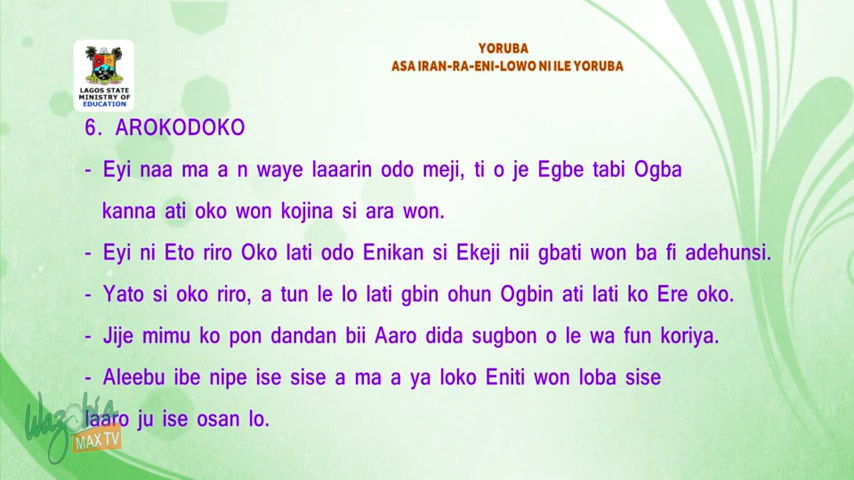 YORUBA
ASA IRAN-RA-ENI-LOWO NI ILE YORUBA
LAGOS STATE
MINISTRY OF
EDUCATION
6. AROKODOKO
- Eyi naa ma a n waye laaarin odo meji, ti o je Egbe tabi Ogba
kanna ati oko won kojina si ara won.
- Eyi ni Eto riro Oko lati odo Enikan si Ekeji nii gbati won ba fi adehunsi.
- Yato si oko riro, a tun le lo lati gbin ohun Ogbin ati lati ko Ere oko.
- Jije mimu ko pon dandan bii Aaro dida sugbon o le wa fun koriya.
- Aleebu ibe nipe ise sise a ma a ya loko Eniti won loba sise
laaro ju ise osan lo.
Wazobia
MAX TV